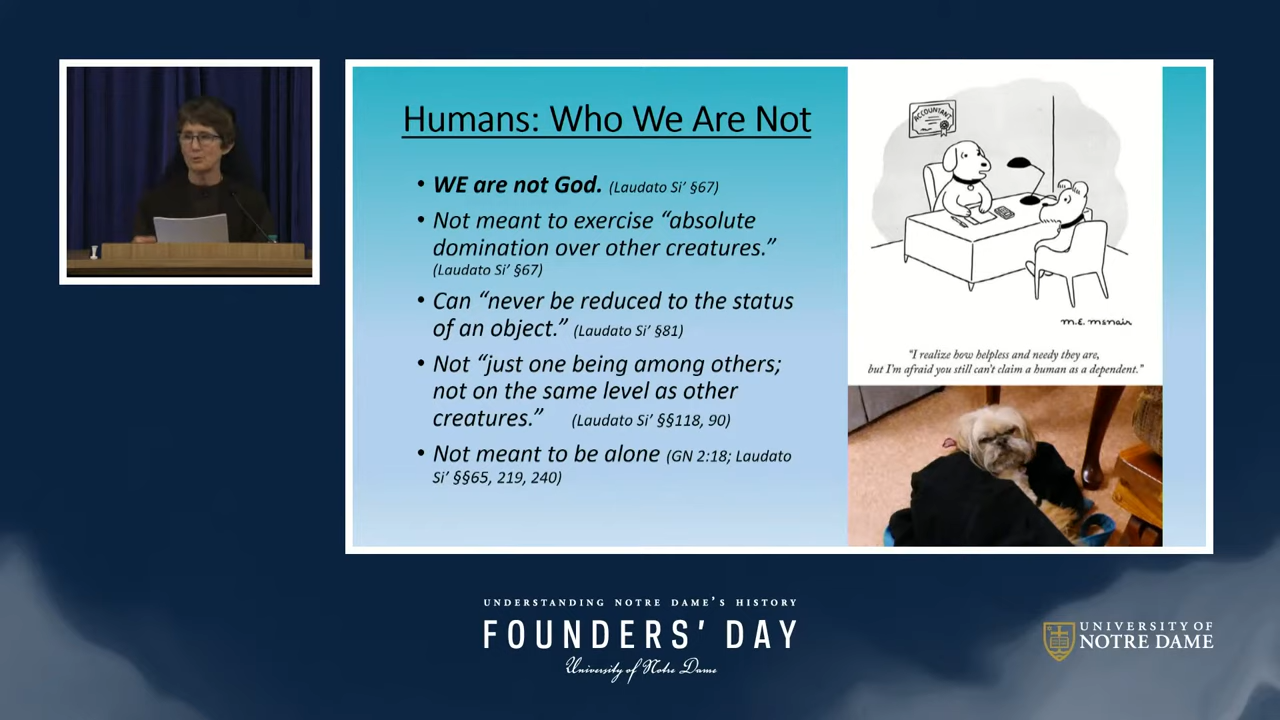 Humans: Who We Are Not
• WE are not God. (Laudato Si’ §67)
• Not meant to exercise “absolute
domination over other creatures.”
(Laudato Si’ §67)
• Can “never be reduced to the status
of an object.” (Laudato Si’ §81)
• Not “just one being among others;
not on the same level as other
creatures.” (Laudato Si’ §§118, 90)
• Not meant to be alone (GN 2:18; Laudato
Si’ §§65, 219, 240)
ACCOUNTANT
M.E. McNair
“I realize how helpless and needy they are,
but I’m afraid you still can’t claim a human as a dependent.”
UNDERSTANDING NOTRE DAME’S HISTORY
FOUNDERS’ DAY
University of Notre Dame
UNIVERSITY OF
NOTRE DAME